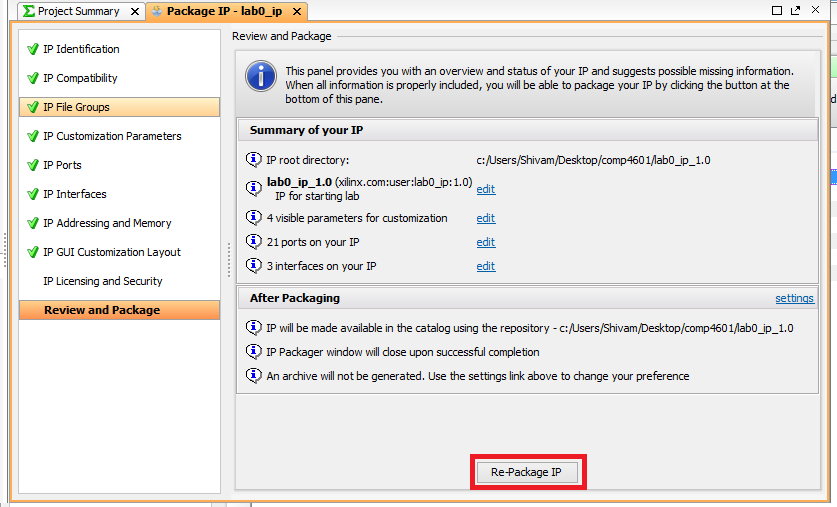 Project Summary
Package IP - lab0_ip
IP Identification
IP Compatibility
IP File Groups
IP Customization Parameters
IP Ports
IP Interfaces
IP Addressing and Memory
IP GUI Customization Layout
IP Licensing and Security
Review and Package
Review and Package
This panel provides you with an overview and status of your IP and suggests possible missing information.
When all information is properly included, you will be able to package your IP by clicking the button at the
bottom of this panel.
Summary of your IP
IP root directory: c:/Users/Shivam/Desktop/comp4601/lab0_ip_1.0
lab0_ip_1.0 (xilinx.com:user:lab0_ip:1.0) edit
IP for starting lab
4 visible parameters for customization edit
21 ports on your IP edit
3 interfaces on your IP edit
After Packaging settings
IP will be made available in the catalog using the repository - c:/Users/Shivam/Desktop/comp4601/lab0_ip_1.0
IP Packager window will close upon successful completion
An archive will not be generated. Use the settings link above to change your preference
Re-Package IP